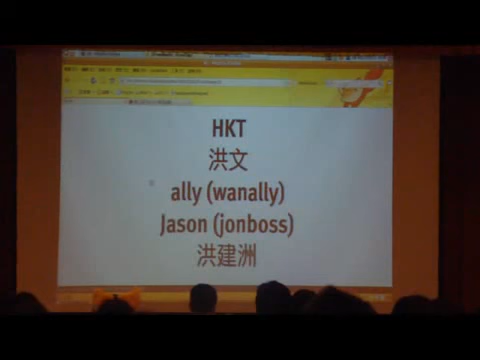 HKT
洪文
ally (wanally)
Jason (jonboss)
洪建洲